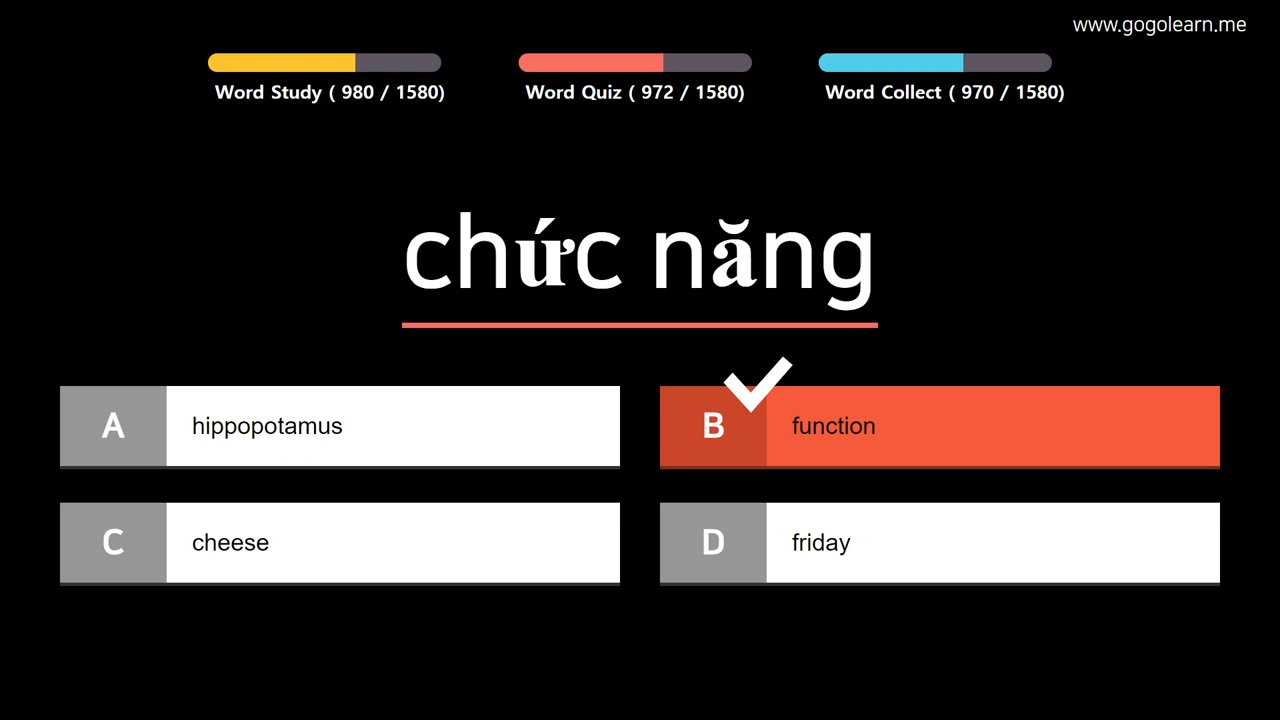 www.gogolearn.me
Word Study ( 980 / 1580)
Word Quiz ( 972 / 1580)
Word Collect ( 970 / 1580)
chức năng
A hippopotamus
B function
C cheese
D friday